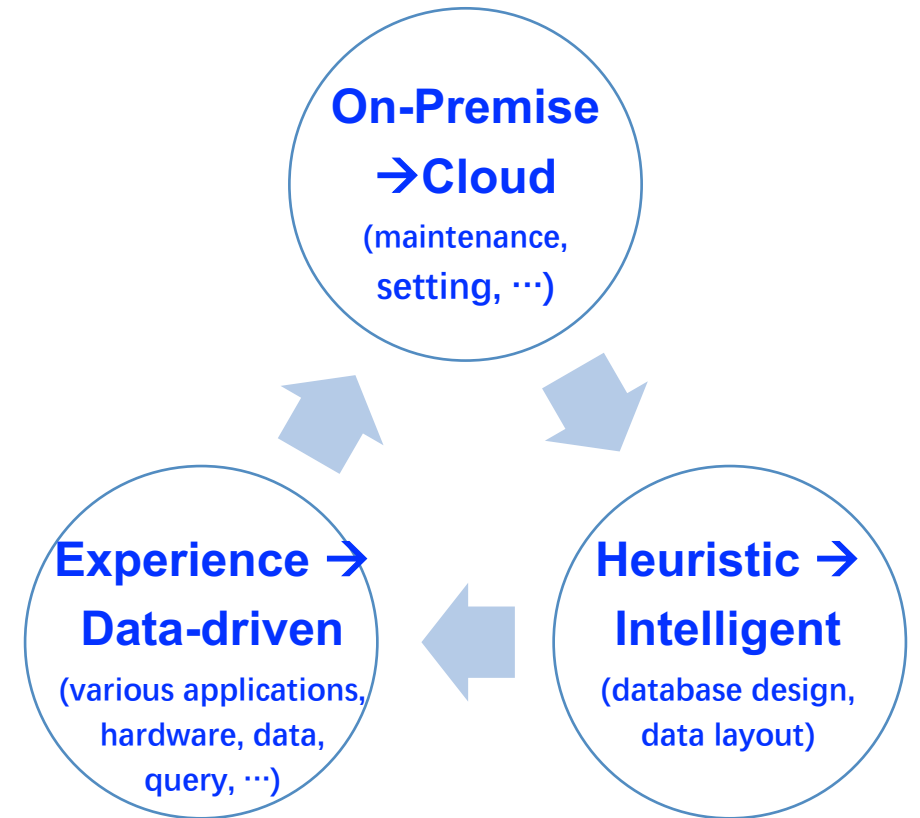 On-Premise
→Cloud
(maintenance,
setting, ···)
Experience →
Data-driven
(various applications,
hardware, data,
query, ···)
Heuristic →
Intelligent
(database design,
data layout)